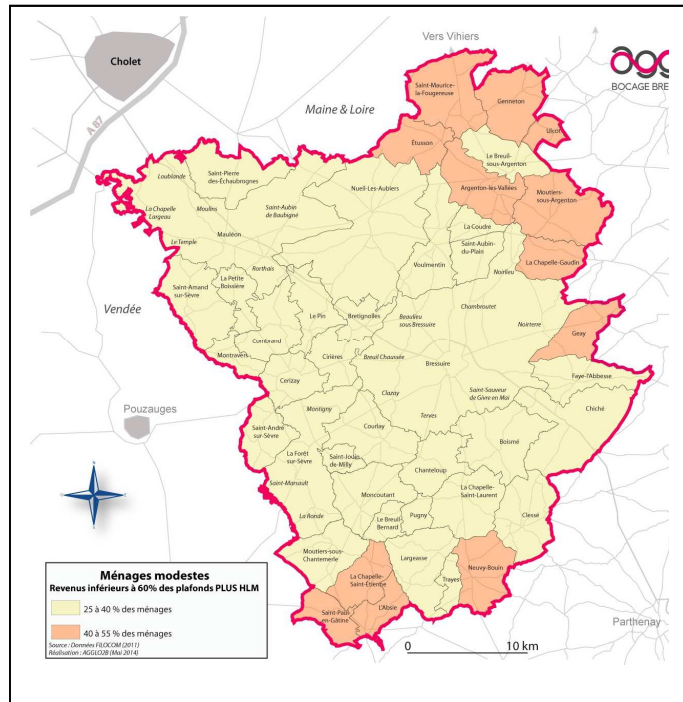 Vers Vihiers
Cholet
agg
BOCAGE BRE
A 87
Maine & Loire
Saint-Maurice-
la-Fougereuse
Genneton
Ulcot
Étusson
Le Breuil-
sous-Argenton
Loublande
Saint-Pierre
des-Échaubrognes
Nueil-Les-Aubiers
Argenton-les-Vallées
Moutiers-
sous-Argenton
La Chapelle
Largeau
Moulins
Saint-Aubin
de Baubigné
Mauléon
La Coudre
Saint-Aubin-
du-Plain
Le Temple
Voulmentin
La Chapelle-Gaudin
Noirlieu
Rorthais
La Petite
Boissière
Saint-Amand
sur-Sèvre
Vendée
Chambroutet
Le Pin
Bretignolles
Beaulieu
sous Bressuire
Noirterre
Geay
Combrand
Montravers
Cirières
Breuil Chaussée
Bressuire
Faye-l'Abbesse
Cerizay
Clazay
Saint-Sauveur
de Givre en Mai
Chiché
Pouzauges
Montigny
Terves
Saint-André
sur-Sèvre
Courlay
Boismé
La Forêt
sur-Sèvre
Saint-Jouin
de-Milly
Chanteloup
Saint-Marsault
Moncoutant
La Chapelle-
Saint-Laurent
Clessé
La Ronde
Le Breuil-
Bernard
Pugny
Moutiers-sous-
Chantemerle
Largeasse
La Chapelle-
Saint-Étienne
Trayes
Neuvy-Bouin
L'Absie
Saint-Paul-
en-Gâtine
Parthenay
Ménages modestes
Revenus inférieurs à 60% des plafonds PLUS HLM
25 à 40 % des ménages
40 à 55 % des ménages
Source : Données FILOCOM (2011)
Réalisation : AGGLO2B (Mai 2014)
0 10 km